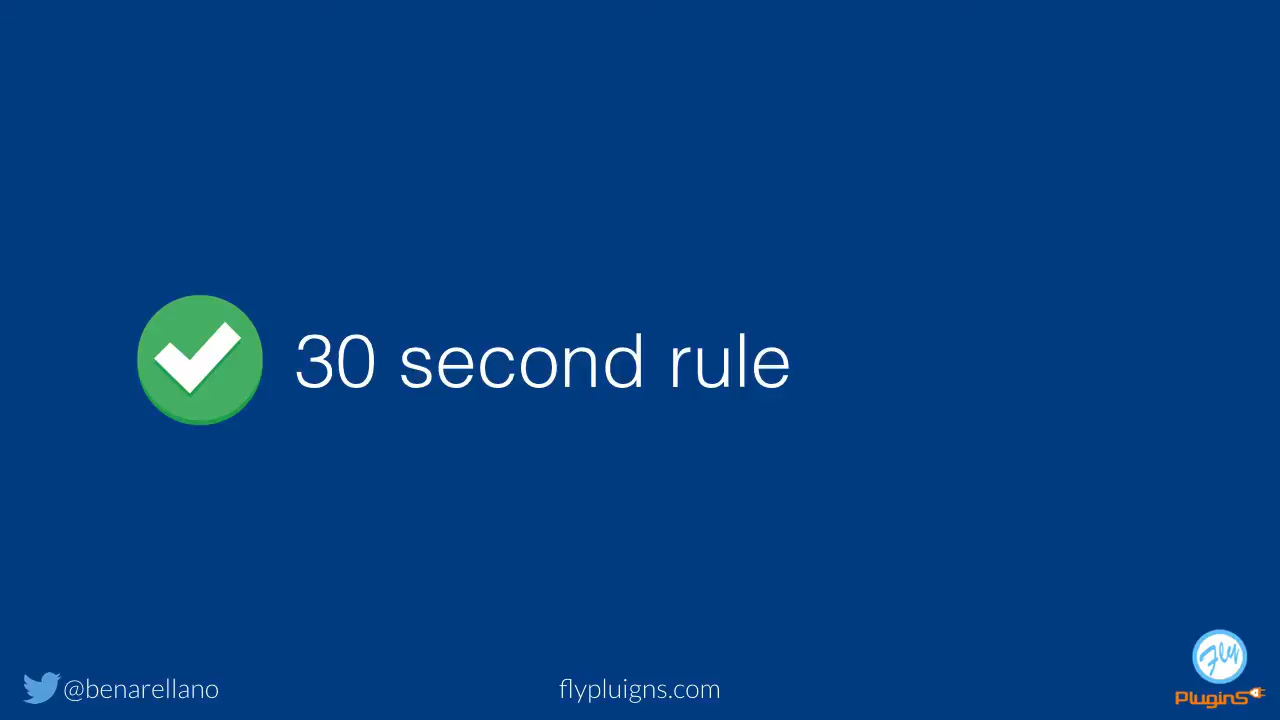 30 second rule
@benarellano
flypluigns.com
Fly
PluginS